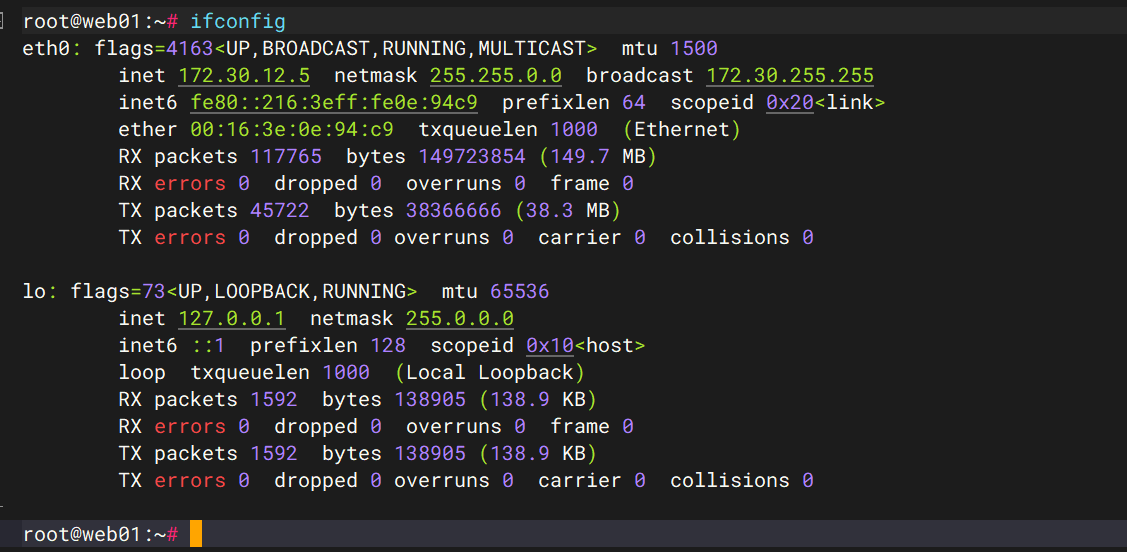 root@web01:~# ifconfig
eth0: flags=4163<UP,BROADCAST,RUNNING,MULTICAST>  mtu 1500
        inet 172.30.12.5  netmask 255.255.0.0  broadcast 172.30.255.255
        inet6 fe80::216:3eff:fe0e:94c9  prefixlen 64  scopeid 0x20<link>
        ether 00:16:3e:0e:94:c9  txqueuelen 1000  (Ethernet)
        RX packets 117765  bytes 149723854 (149.7 MB)
        RX errors 0  dropped 0  overruns 0  frame 0
        TX packets 45722  bytes 38366666 (38.3 MB)
        TX errors 0  dropped 0 overruns 0  carrier 0  collisions 0

lo: flags=73<UP,LOOPBACK,RUNNING>  mtu 65536
        inet 127.0.0.1  netmask 255.0.0.0
        inet6 ::1  prefixlen 128  scopeid 0x10<host>
        loop  txqueuelen 1000  (Local Loopback)
        RX packets 1592  bytes 138905 (138.9 KB)
        RX errors 0  dropped 0  overruns 0  frame 0
        TX packets 1592  bytes 138905 (138.9 KB)
        TX errors 0  dropped 0 overruns 0  carrier 0  collisions 0

root@web01:~#